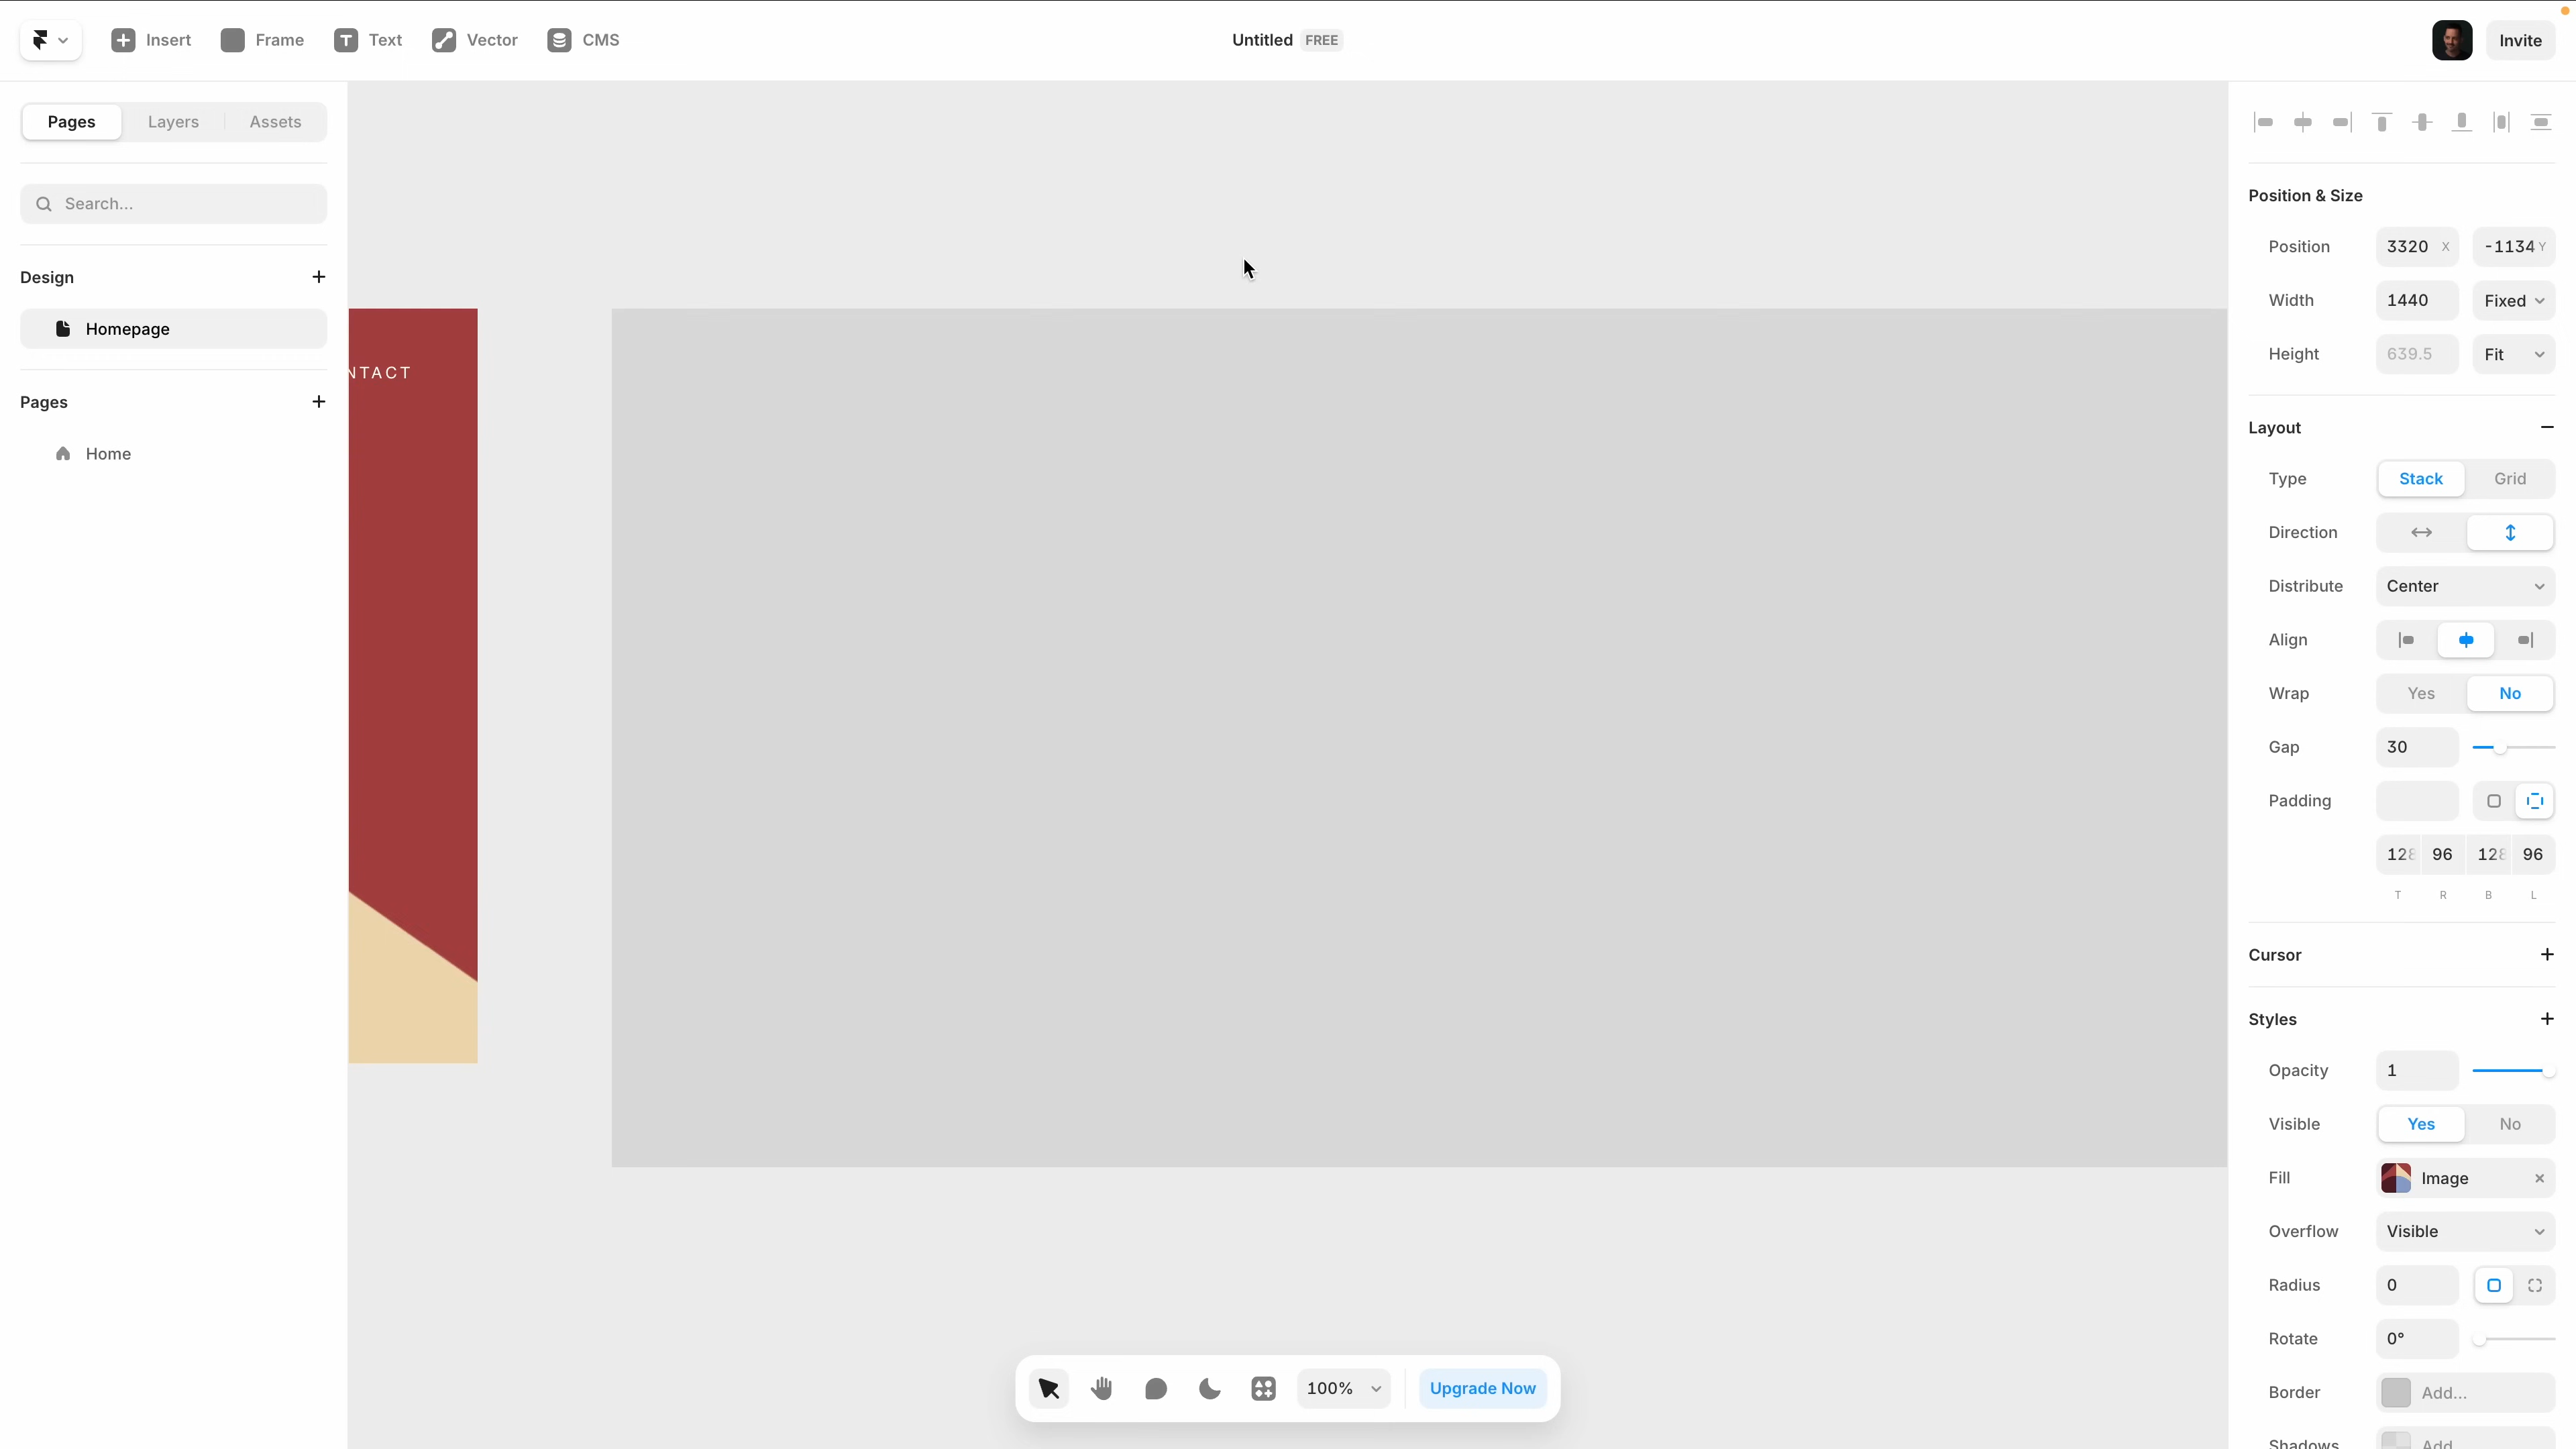 Insert
Frame
Text
Vector
CMS
Untitled FREE
Invite
Pages
Layers
Assets
Search...
Design
Homepage
Pages
Home
NTACT
Position & Size
Position 3320 X -1134 Y
Width 1440 Fixed
Height 639.5 Fit
Layout
Type Stack Grid
Direction
Distribute Center
Align
Wrap Yes No
Gap 30
Padding
128 96 128 96
T R B L
Cursor
Styles
Opacity 1
Visible Yes No
Fill Image
Overflow Visible
Radius 0
Rotate 0°
Border Add...
Shadows Add
100%
Upgrade Now